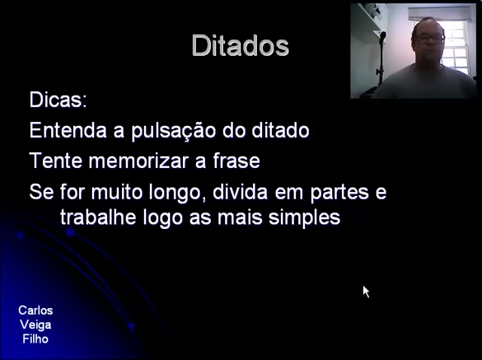 Ditados
Dicas:
Entenda a pulsação do ditado
Tente memorizar a frase
Se for muito longo, divida em partes e
trabalhe logo as mais simples
Carlos
Veiga
Filho